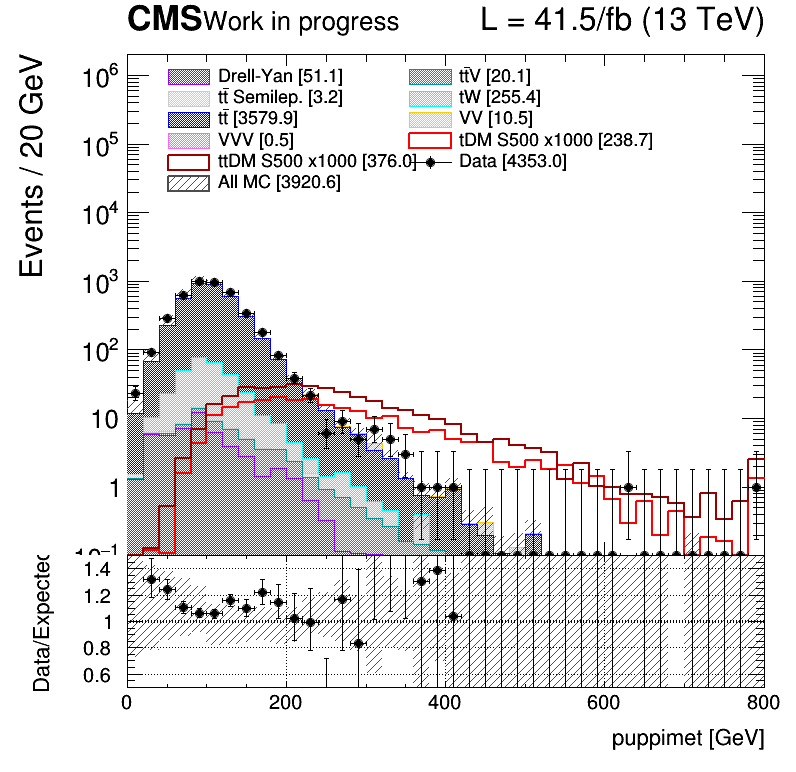 CMS Work in progress L = 41.5/fb (13 TeV)
Events / 20 GeV
10⁶
10⁵
10⁴
10³
10²
10
1
10⁻¹
Drell-Yan [51.1]
tt̄V [20.1]
tt̄ Semilep. [3.2]
tW [255.4]
tt̄ [3579.9]
VV [10.5]
VVV [0.5]
tDM S500 x1000 [238.7]
ttDM S500 x1000 [376.0]
Data [4353.0]
All MC [3920.6]
Data/Expected
1.4
1.2
1
0.8
0.6
0 200 400 600 800
puppimet [GeV]